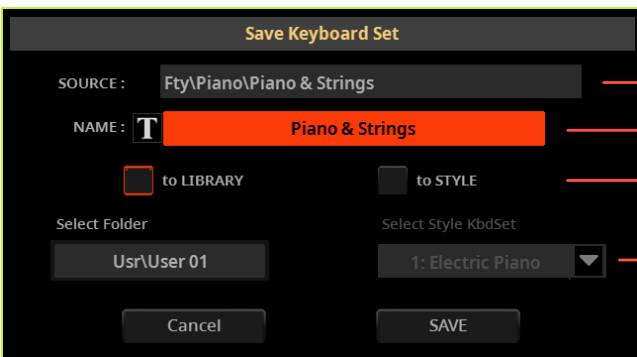 Save Keyboard Set
SOURCE : Fty\Piano\Piano & Strings
NAME : T Piano & Strings
to LIBRARY to STYLE
Select Folder Select Style KbdSet
Usr\User 01 1: Electric Piano
Cancel SAVE